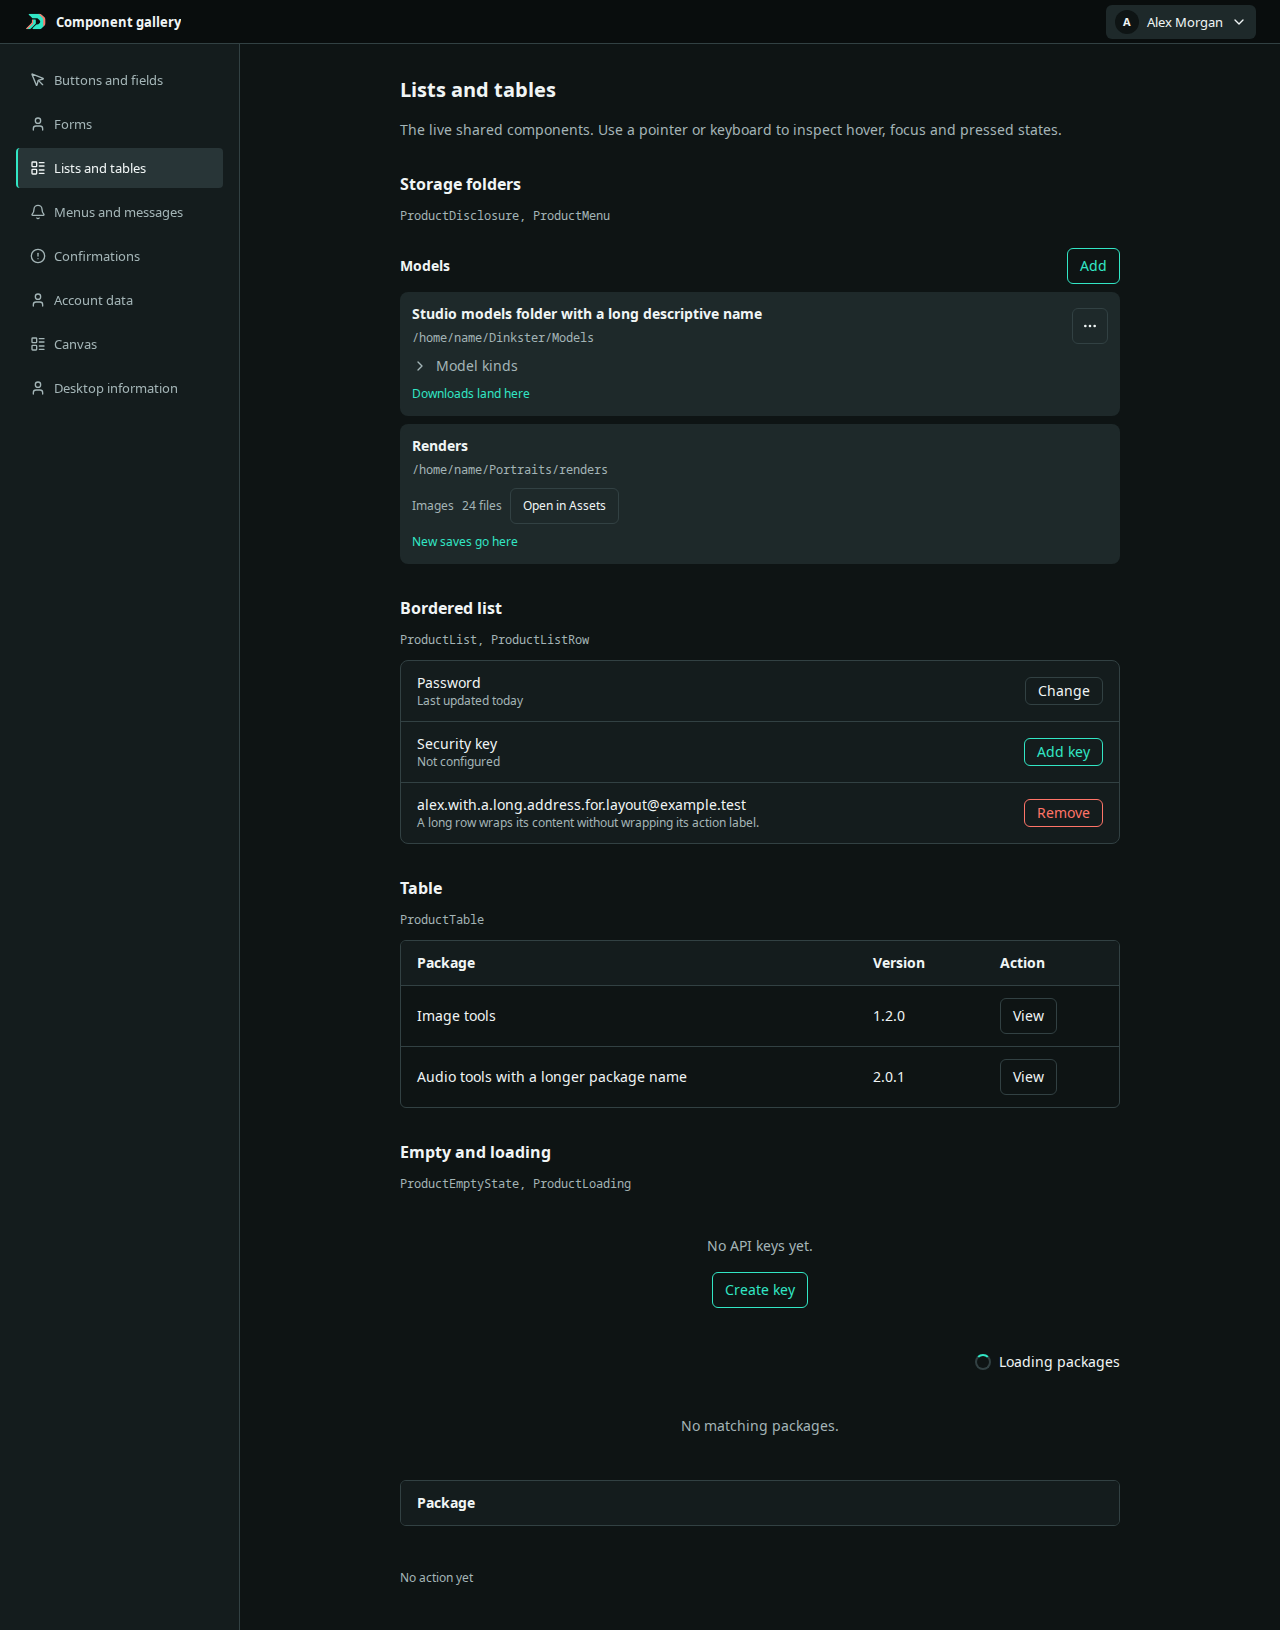 Component gallery
A Alex Morgan
Buttons and fields
Forms
Lists and tables
Menus and messages
Confirmations
Account data
Canvas
Desktop information
Lists and tables
The live shared components. Use a pointer or keyboard to inspect hover, focus and pressed states.
Storage folders
ProductDisclosure, ProductMenu
Models
Add
Studio models folder with a long descriptive name
/home/name/Dinkster/Models
Model kinds
Downloads land here
Renders
/home/name/Portraits/renders
Images 24 files Open in Assets
New saves go here
Bordered list
ProductList, ProductListRow
Password
Last updated today
Change
Security key
Not configured
Add key
alex.with.a.long.address.for.layout@example.test
A long row wraps its content without wrapping its action label.
Remove
Table
ProductTable
Package Version Action
Image tools 1.2.0 View
Audio tools with a longer package name 2.0.1 View
Empty and loading
ProductEmptyState, ProductLoading
No API keys yet.
Create key
Loading packages
No matching packages.
Package
No action yet